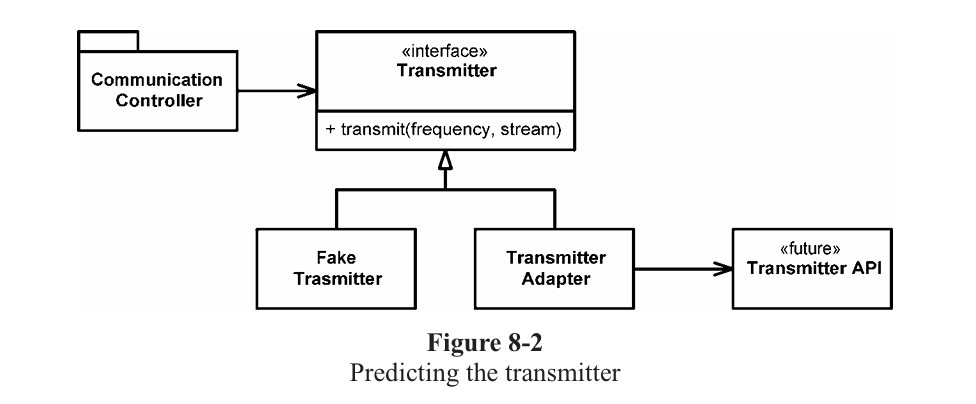 Communication
Controller
«interface»
Transmitter
+ transmit(frequency, stream)
Fake
Trasmitter
Transmitter
Adapter
«future»
Transmitter API
Figure 8-2
Predicting the transmitter